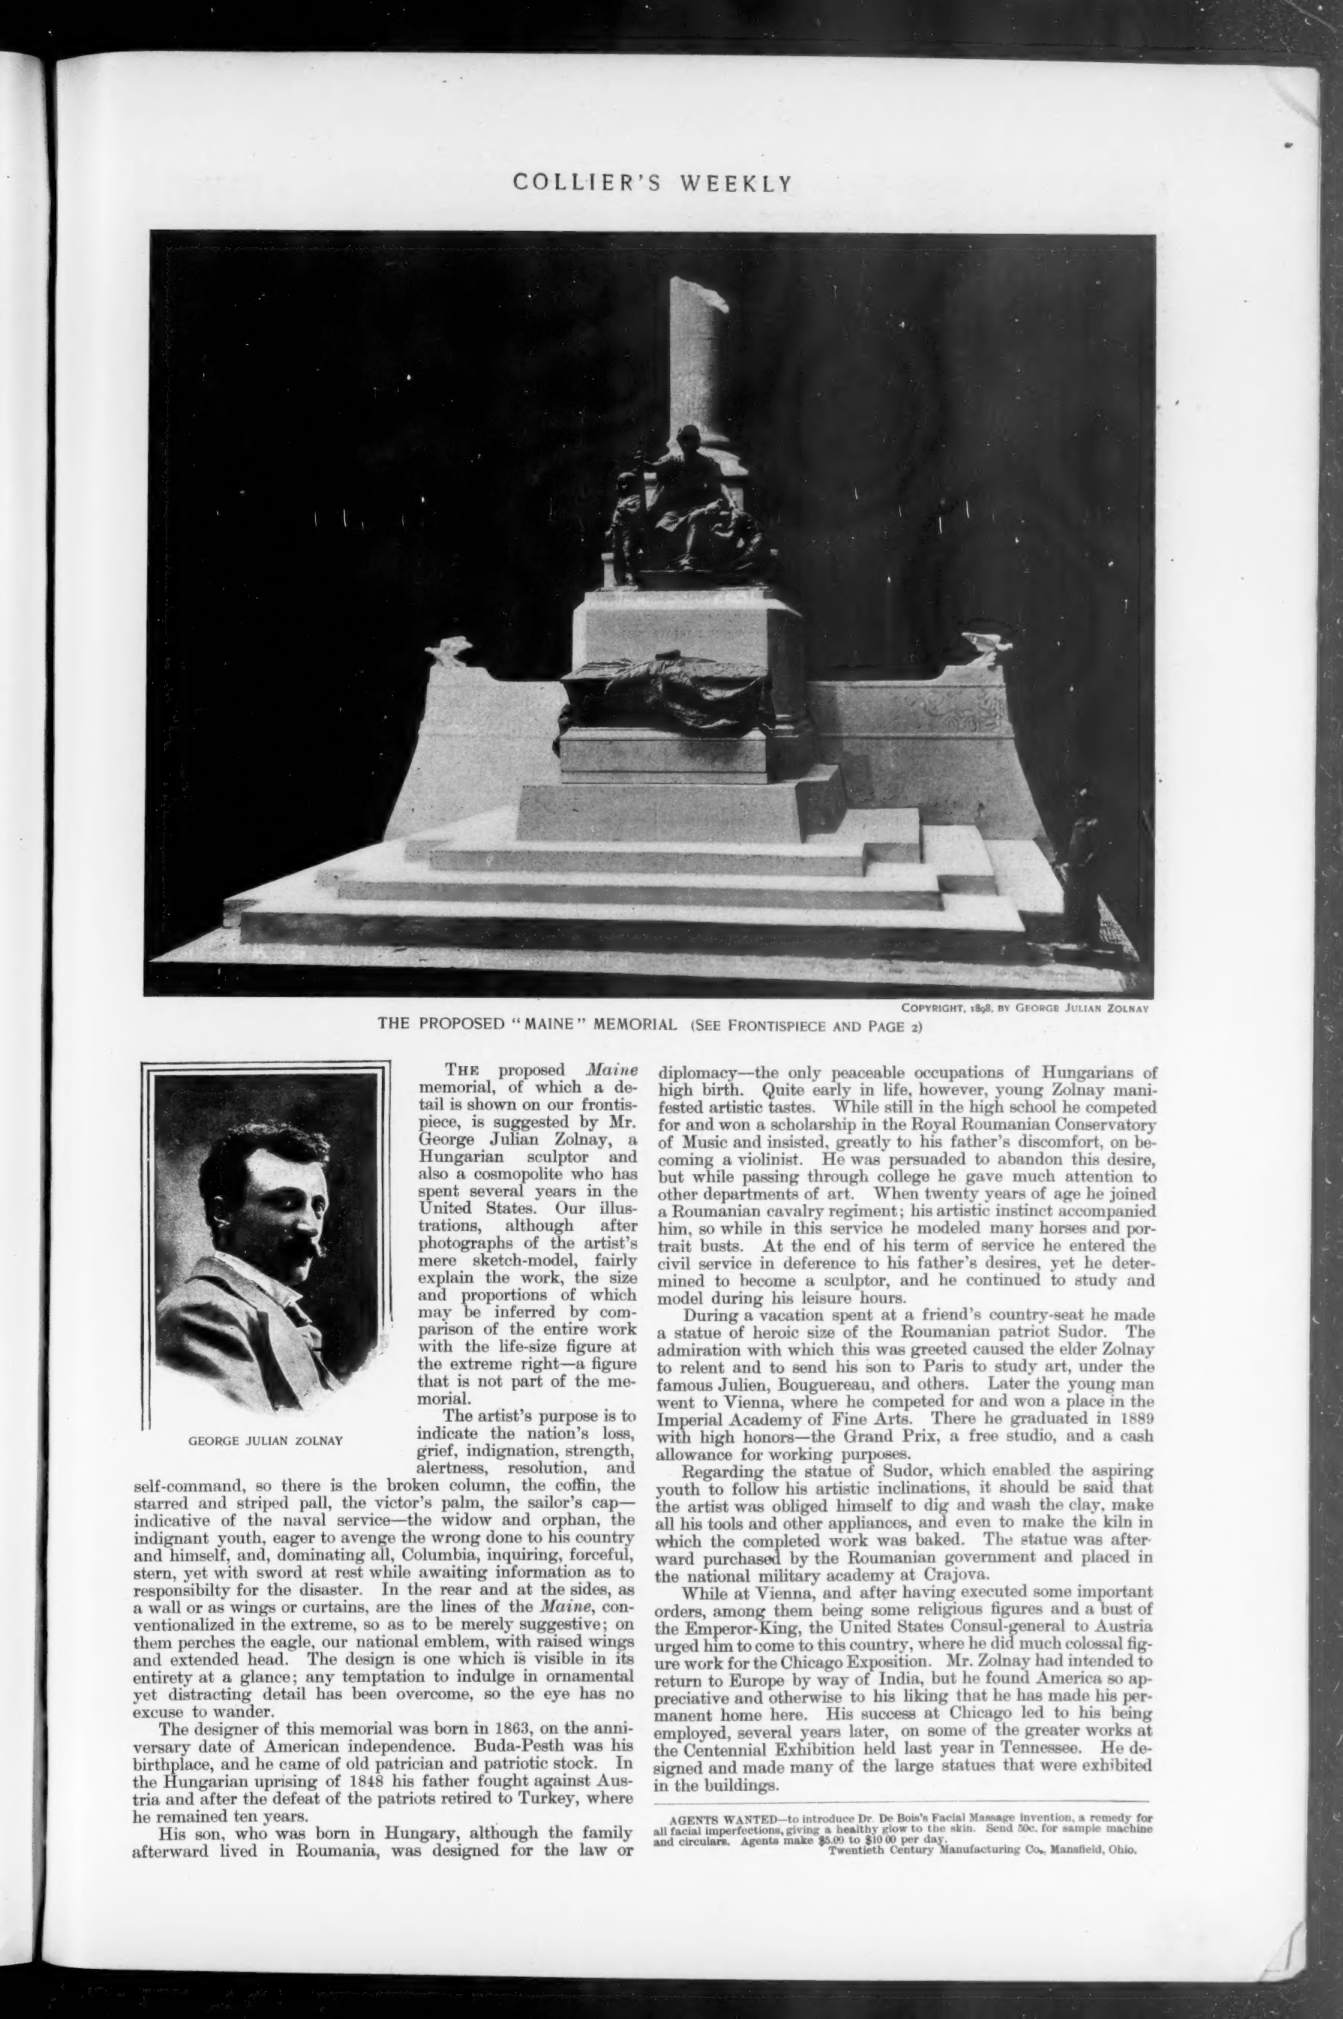 COLLIER'S WEEKLY
COPYRIGHT, 1898, BY GEORGE JULIAN ZOLNAY
THE PROPOSED "MAINE" MEMORIAL (SEE FRONTISPIECE AND PAGE 2)
GEORGE JULIAN ZOLNAY
THE proposed Maine
memorial, of which a de-
tail is shown on our frontis-
piece, is suggested by Mr.
George Julian Zolnay, a
Hungarian sculptor and
also a cosmopolite who has
spent several years in the
United States. Our illus-
trations, although after
photographs of the artist's
mere sketch-model, fairly
explain the work, the size
and proportions of which
may be inferred by com-
parison of the entire work
with the life-size figure at
the extreme right—a figure
that is not part of the me-
morial.
The artist's purpose is to
indicate the nation's loss,
grief, indignation, strength,
alertness, resolution, and
self-command, so there is the broken column, the coffin, the
starred and striped pall, the victor's palm, the sailor's cap—
indicative of the naval service—the widow and orphan, the
indignant youth, eager to avenge the wrong done to his country
and himself, and, dominating all, Columbia, inquiring, forceful,
stern, yet with sword at rest while awaiting information as to
responsibilty for the disaster. In the rear and at the sides, as
a wall or as wings or curtains, are the lines of the Maine, con-
ventionalized in the extreme, so as to be merely suggestive; on
them perches the eagle, our national emblem, with raised wings
and extended head. The design is one which is visible in its
entirety at a glance; any temptation to indulge in ornamental
yet distracting detail has been overcome, so the eye has no
excuse to wander.
The designer of this memorial was born in 1863, on the anni-
versary date of American independence. Buda-Pesth was his
birthplace, and he came of old patrician and patriotic stock. In
the Hungarian uprising of 1848 his father fought against Aus-
tria and after the defeat of the patriots retired to Turkey, where
he remained ten years.
His son, who was born in Hungary, although the family
afterward lived in Roumania, was designed for the law or
diplomacy—the only peaceable occupations of Hungarians of
high birth. Quite early in life, however, young Zolnay mani-
fested artistic tastes. While still in the high school he competed
for and won a scholarship in the Royal Roumanian Conservatory
of Music and insisted, greatly to his father's discomfort, on be-
coming a violinist. He was persuaded to abandon this desire,
but while passing through college he gave much attention to
other departments of art. When twenty years of age he joined
a Roumanian cavalry regiment; his artistic instinct accompanied
him, so while in this service he modeled many horses and por-
trait busts. At the end of his term of service he entered the
civil service in deference to his father's desires, yet he deter-
mined to become a sculptor, and he continued to study and
model during his leisure hours.
During a vacation spent at a friend's country-seat he made
a statue of heroic size of the Roumanian patriot Sudor. The
admiration with which this was greeted caused the elder Zolnay
to relent and to send his son to Paris to study art, under the
famous Julien, Bouguereau, and others. Later the young man
went to Vienna, where he competed for and won a place in the
Imperial Academy of Fine Arts. There he graduated in 1889
with high honors—the Grand Prix, a free studio, and a cash
allowance for working purposes.
Regarding the statue of Sudor, which enabled the aspiring
youth to follow his artistic inclinations, it should be said that
the artist was obliged himself to dig and wash the clay, make
all his tools and other appliances, and even to make the kiln in
which the completed work was baked. The statue was after-
ward purchased by the Roumanian government and placed in
the national military academy at Crajova.
While at Vienna, and after having executed some important
orders, among them being some religious figures and a bust of
the Emperor-King, the United States Consul-general to Austria
urged him to come to this country, where he did much colossal fig-
ure work for the Chicago Exposition. Mr. Zolnay had intended to
return to Europe by way of India, but he found America so ap-
preciative and otherwise to his liking that he has made his per-
manent home here. His success at Chicago led to his being
employed, several years later, on some of the greater works at
the Centennial Exhibition held last year in Tennessee. He de-
signed and made many of the large statues that were exhibited
in the buildings.
AGENTS WANTED—to introduce Dr. De Bois's Facial Massage invention, a remedy for
all facial imperfections, giving a healthy glow to the skin. Send 50c. for sample machine
and circulars. Agents make $5.00 to $10 00 per day.
Twentieth Century Manufacturing Co., Mansfield, Ohio.